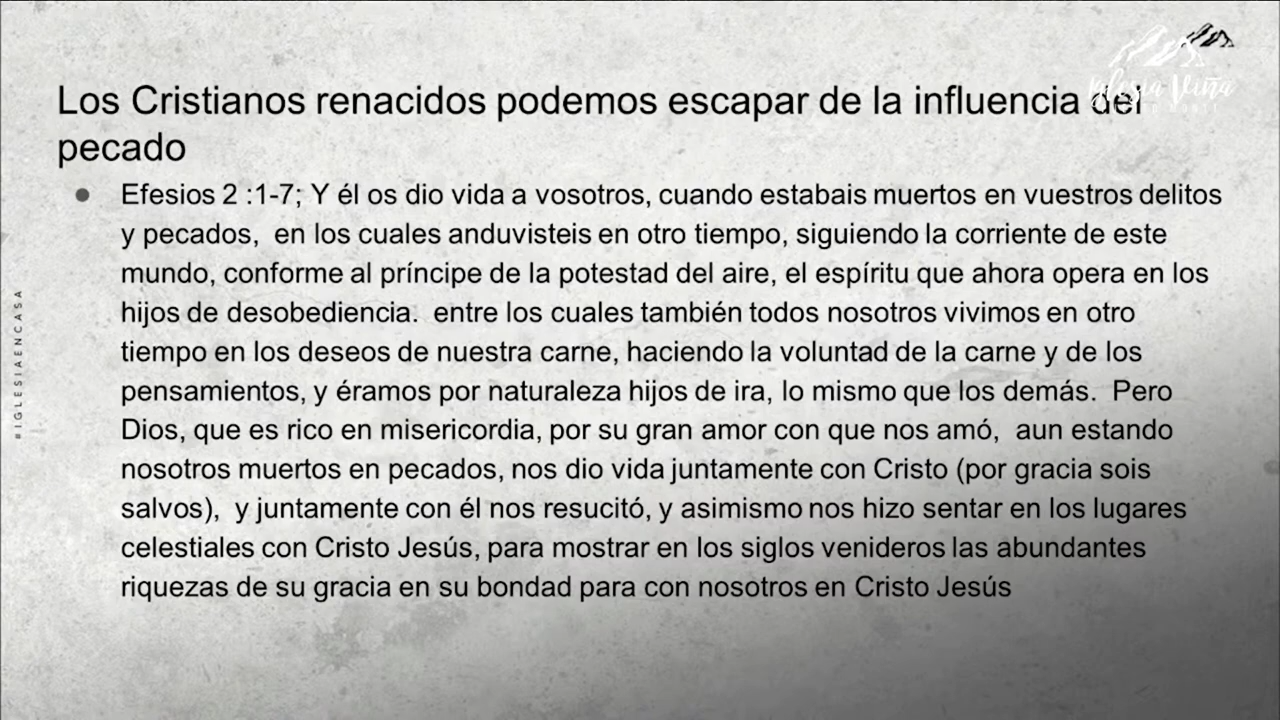 Iglesia Viña
Los Cristianos renacidos podemos escapar de la influencia del
pecado
● Efesios 2 :1-7; Y él os dio vida a vosotros, cuando estabais muertos en vuestros delitos
y pecados,  en los cuales anduvisteis en otro tiempo, siguiendo la corriente de este
mundo, conforme al príncipe de la potestad del aire, el espíritu que ahora opera en los
hijos de desobediencia.  entre los cuales también todos nosotros vivimos en otro
tiempo en los deseos de nuestra carne, haciendo la voluntad de la carne y de los
pensamientos, y éramos por naturaleza hijos de ira, lo mismo que los demás.  Pero
Dios, que es rico en misericordia, por su gran amor con que nos amó,  aun estando
nosotros muertos en pecados, nos dio vida juntamente con Cristo (por gracia sois
salvos),  y juntamente con él nos resucitó, y asimismo nos hizo sentar en los lugares
celestiales con Cristo Jesús, para mostrar en los siglos venideros las abundantes
riquezas de su gracia en su bondad para con nosotros en Cristo Jesús
#IGLESIAENCASA